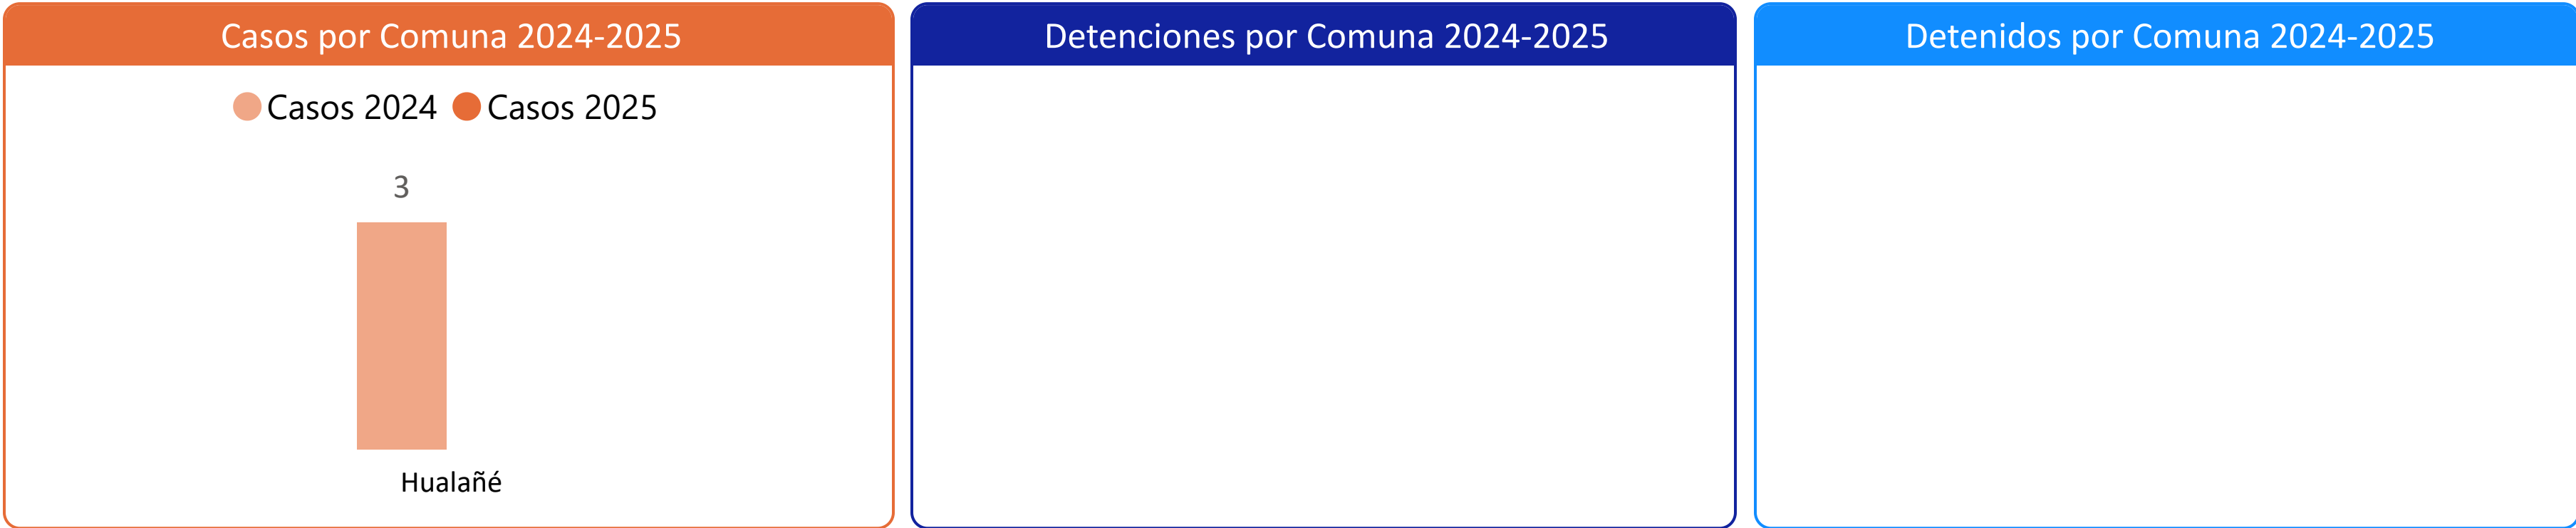 Casos por Comuna 2024-2025
Casos 2024 Casos 2025
3
Hualañé
Detenciones por Comuna 2024-2025
Detenidos por Comuna 2024-2025